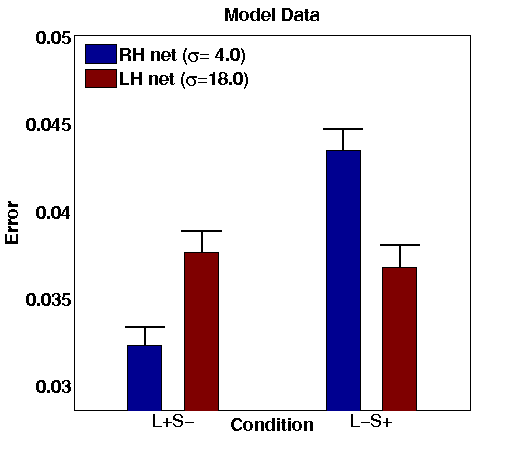 Model Data
0.05
0.045
0.04
0.035
0.03
Error
RH net (σ= 4.0)
LH net (σ=18.0)
L+S−
L−S+
Condition